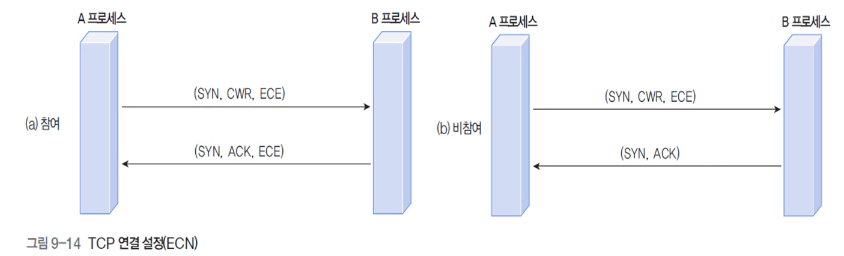 A 프로세스
B 프로세스
(SYN, CWR, ECE)
(a) 참여
(SYN, ACK, ECE)
A 프로세스
B 프로세스
(SYN, CWR, ECE)
(b) 비참여
(SYN, ACK)
그림 9-14 TCP 연결 설정(ECN)